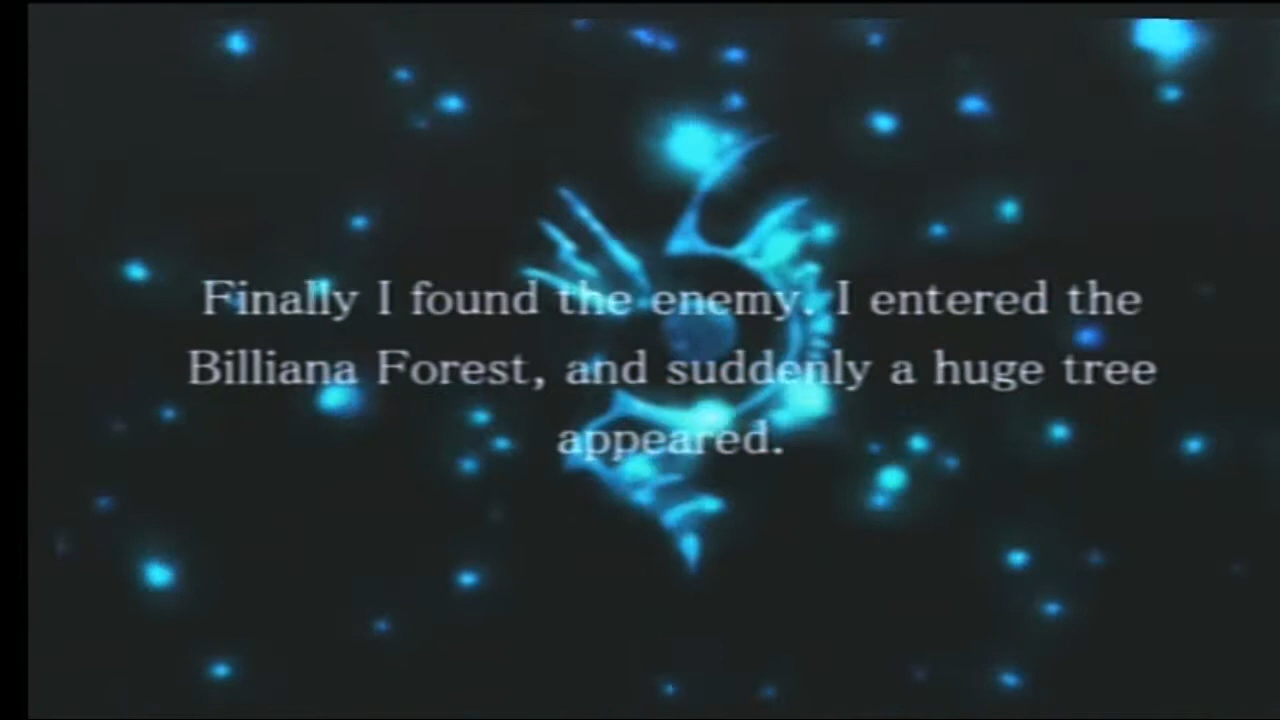 Finally I found the enemy. I entered the
Billiana Forest, and suddenly a huge tree
appeared.